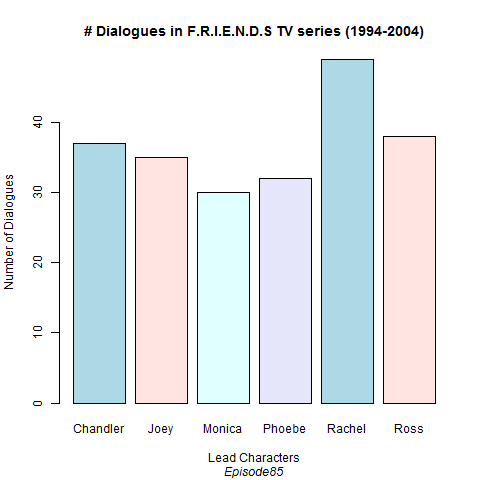 # Dialogues in F.R.I.E.N.D.S TV series (1994-2004)
Number of Dialogues
40
30
20
10
0
Chandler Joey Monica Phoebe Rachel Ross
Lead Characters
Episode85